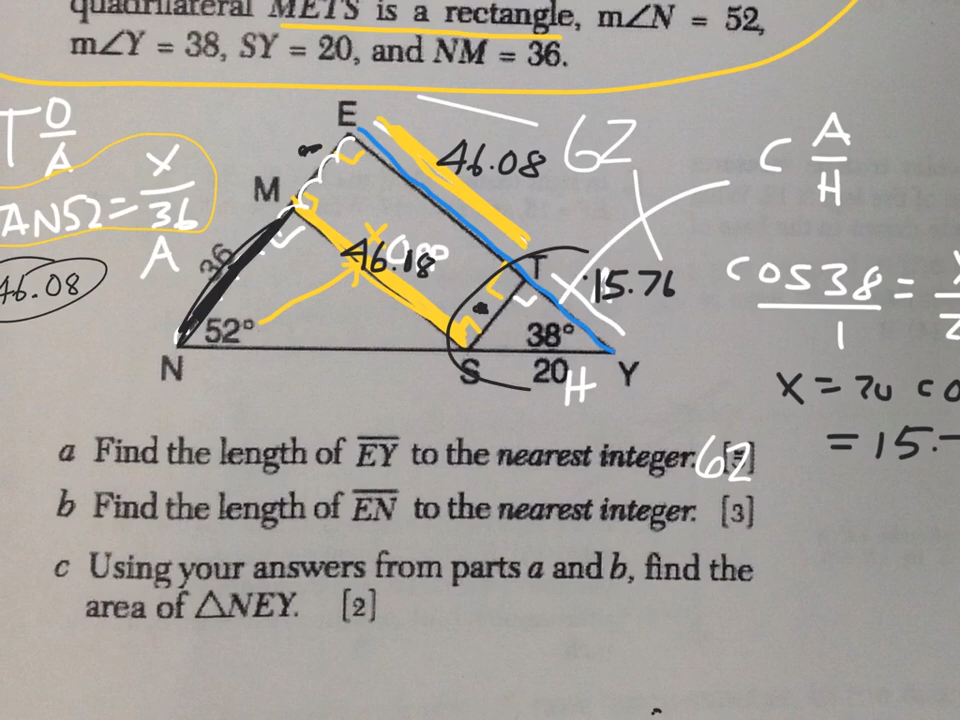 quadrilateral METS is a rectangle, m∠N = 52,
m∠Y = 38, SY = 20, and NM = 36.
T O/A
TAN52 = X/36
A
46.08
E
46.08
62
C A/H
M
36
46.18
T
15.76
cos38/1 =
52°
38°
N
S
20
H
Y
X = 20 co
= 15.7
a Find the length of EY to the nearest integer. 62
b Find the length of EN to the nearest integer. [3]
c Using your answers from parts a and b, find the
area of △NEY. [2]